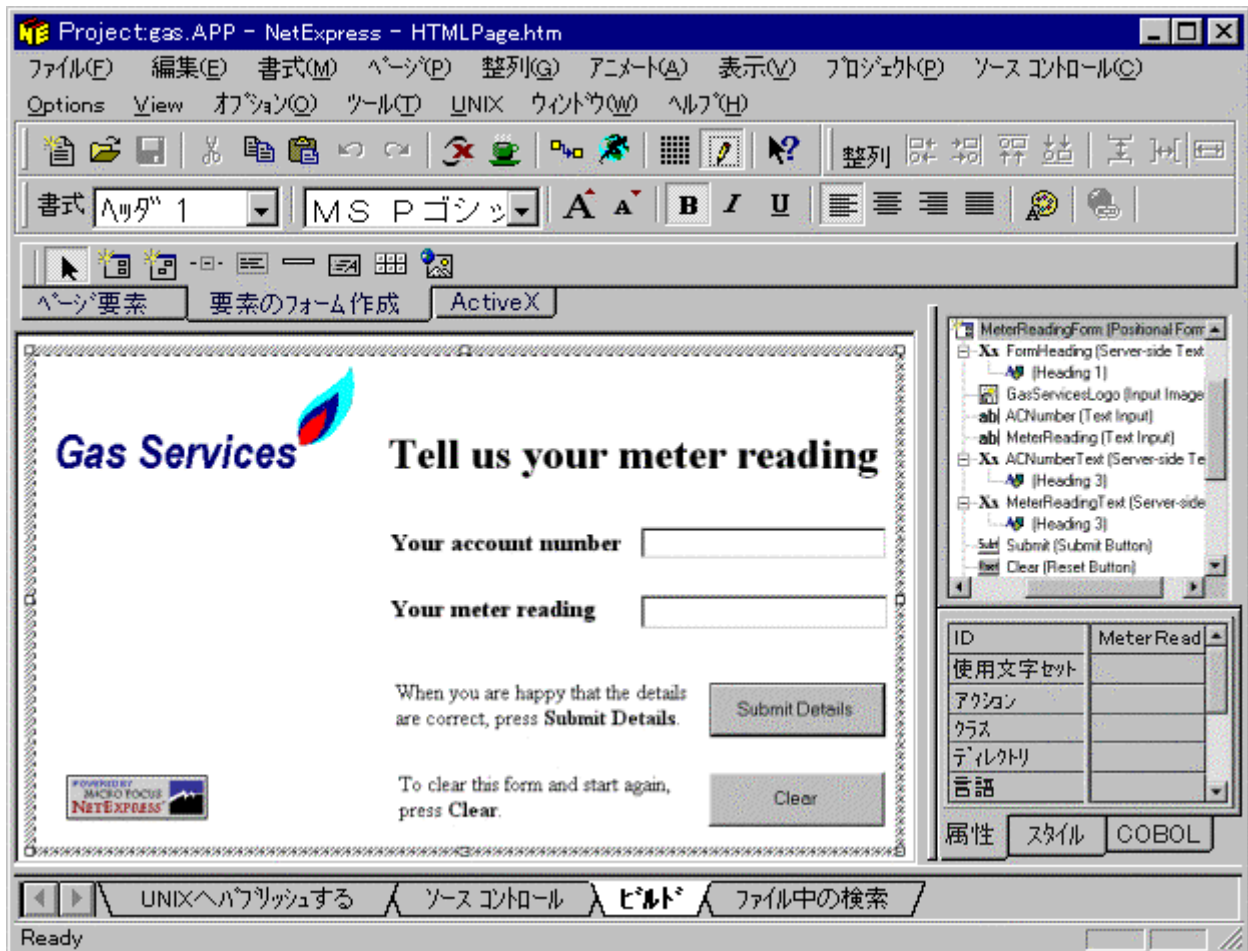 Project:gas.APP - NetExpress - HTMLPage.htm
ファイル(F) 編集(E) 書式(M) ページ(P) 整列(G) アニメート(A) 表示(V) プロジェクト(P) ソース コントロール(C)
Options View オプション(O) ツール(T) UNIX ウィンドウ(W) ヘルプ(H)
整列
書式 ヘッダ 1 MS Pゴシッ A A B I U
ページ要素 要素のフォーム作成 ActiveX
Gas Services
Tell us your meter reading
Your account number
Your meter reading
When you are happy that the details
are correct, press Submit Details.
Submit Details
To clear this form and start again,
press Clear.
Clear
POWERED BY
MICRO FOCUS
NETEXPRESS
MeterReadingForm (Positional Form
Xx FormHeading (Server-side Text
(Heading 1)
GasServicesLogo (Input Image
ab| ACNumber (Text Input)
ab| MeterReading (Text Input)
Xx ACNumberText (Server-side Te
(Heading 3)
Xx MeterReadingText (Server-side
(Heading 3)
Submit (Submit Button)
Clear (Reset Button)
ID MeterRead
使用文字セット
アクション
クラス
ディレクトリ
言語
属性 スタイル COBOL
UNIXへパブリッシュする ソース コントロール ビルド ファイル中の検索
Ready